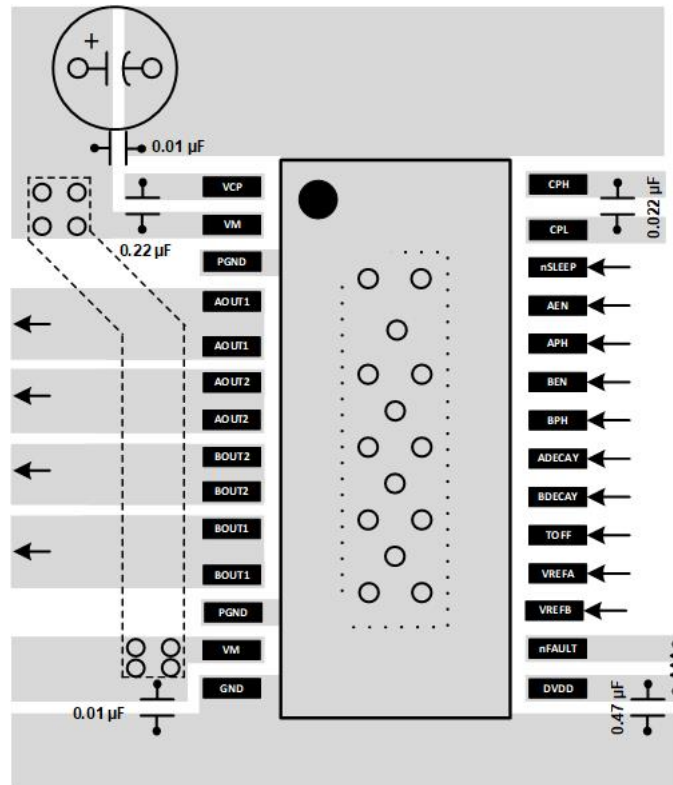 +
0.01 µF
VCP
0.22 µF
VM
PGND
AOUT1
AOUT1
AOUT2
AOUT2
BOUT2
BOUT2
BOUT1
BOUT1
PGND
VM
GND
0.01 µF
CPH
0.022 µF
CPL
nSLEEP
AEN
APH
BEN
BPH
ADECAY
BDECAY
TOFF
VREFA
VREFB
nFAULT
DVDD
0.47 µF